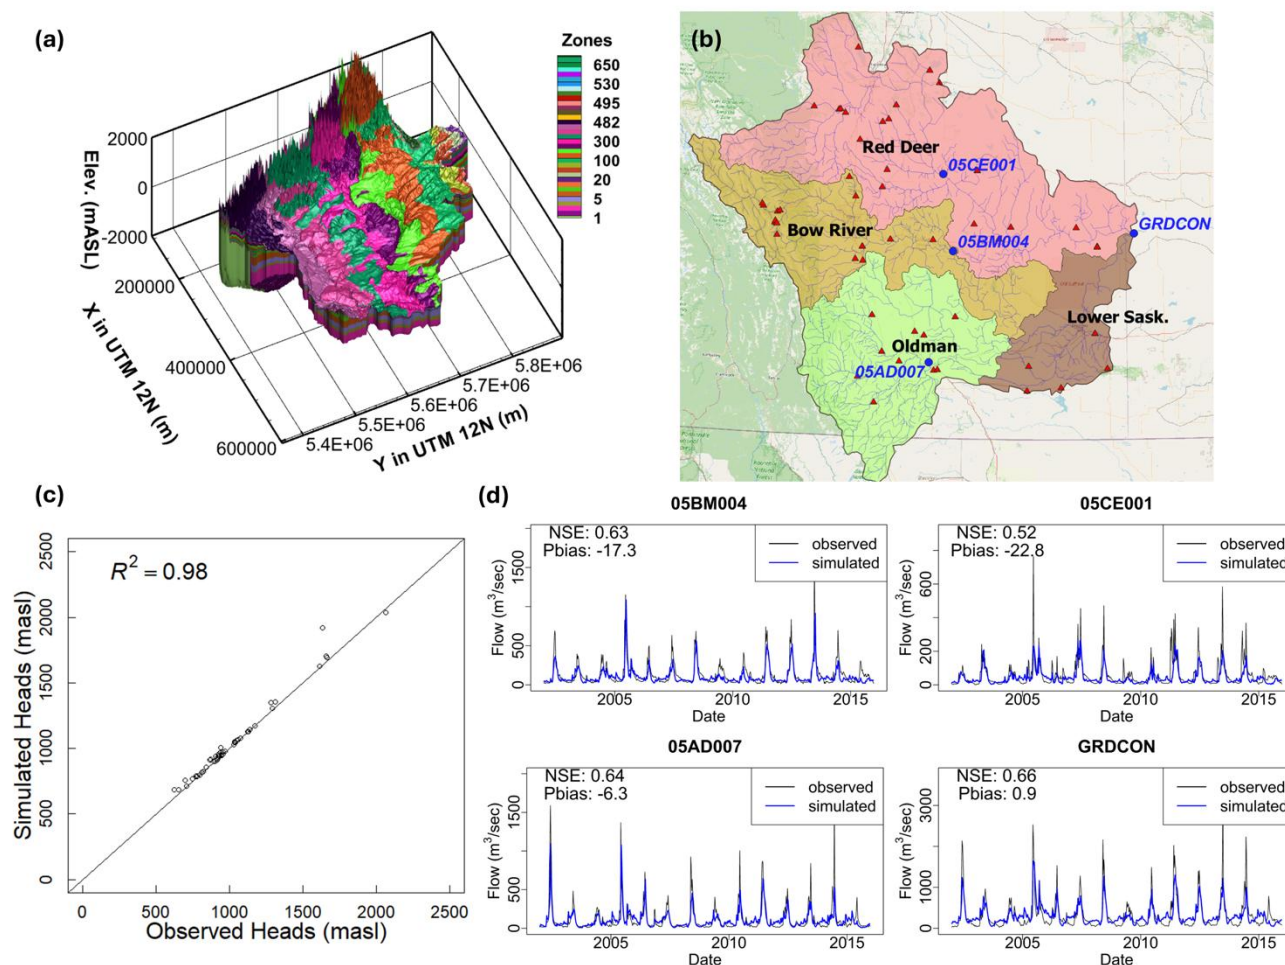 (a)
Zones
650
530
495
482
300
100
20
5
1
2000
0
-2000
Elev. (mASL)
200000
400000
600000
X in UTM 12N (m)
5.4E+06
5.5E+06
5.6E+06
5.7E+06
5.8E+06
Y in UTM 12N (m)
(b)
Red Deer
05CE001
GRDCON
Bow River
05BM004
Lower Sask.
Oldman
05AD007
(c)
R² = 0.98
Simulated Heads (masl)
0 500 1000 1500 2000 2500
0 500 1000 1500 2000 2500
Observed Heads (masl)
(d)
05BM004
NSE: 0.63
Pbias: -17.3
observed
simulated
Flow (m³/sec)
0 500 1500
2005 2010 2015
Date
05CE001
NSE: 0.52
Pbias: -22.8
observed
simulated
Flow (m³/sec)
0 200 600
2005 2010 2015
Date
05AD007
NSE: 0.64
Pbias: -6.3
observed
simulated
Flow (m³/sec)
0 500 1500
2005 2010 2015
Date
GRDCON
NSE: 0.66
Pbias: 0.9
observed
simulated
Flow (m³/sec)
0 1000 3000
2005 2010 2015
Date